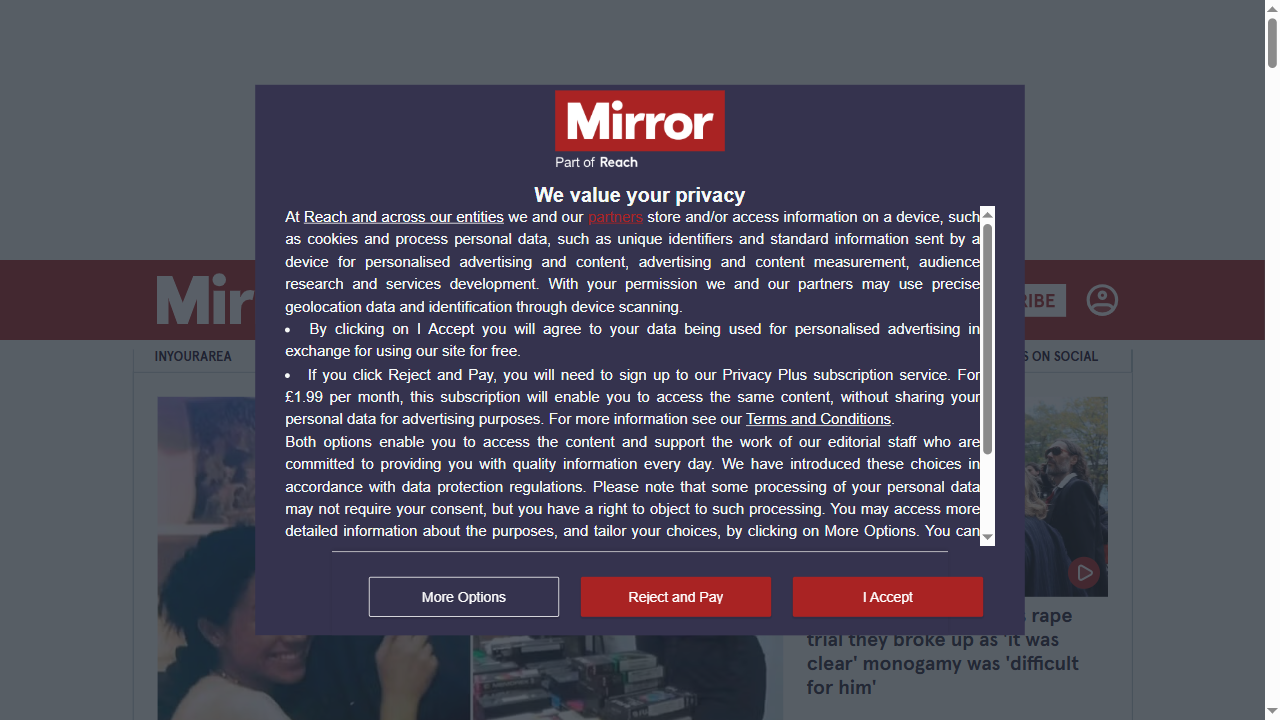 Mirror
Part of Reach
We value your privacy
At Reach and across our entities we and our partners store and/or access information on a device, such
as cookies and process personal data, such as unique identifiers and standard information sent by a
device for personalised advertising and content, advertising and content measurement, audience
research and services development. With your permission we and our partners may use precise
geolocation data and identification through device scanning.
• By clicking on I Accept you will agree to your data being used for personalised advertising in
exchange for using our site for free.
• If you click Reject and Pay, you will need to sign up to our Privacy Plus subscription service. For
£1.99 per month, this subscription will enable you to access the same content, without sharing your
personal data for advertising purposes. For more information see our Terms and Conditions.
Both options enable you to access the content and support the work of our editorial staff who are
committed to providing you with quality information every day. We have introduced these choices in
accordance with data protection regulations. Please note that some processing of your personal data
may not require your consent, but you have a right to object to such processing. You may access more
detailed information about the purposes, and tailor your choices, by clicking on More Options. You can
More Options
Reject and Pay
I Accept
Mir
RIBE
INYOURAREA
S ON SOCIAL
rape
trial they broke up as 'it was
clear' monogamy was 'difficult
for him'